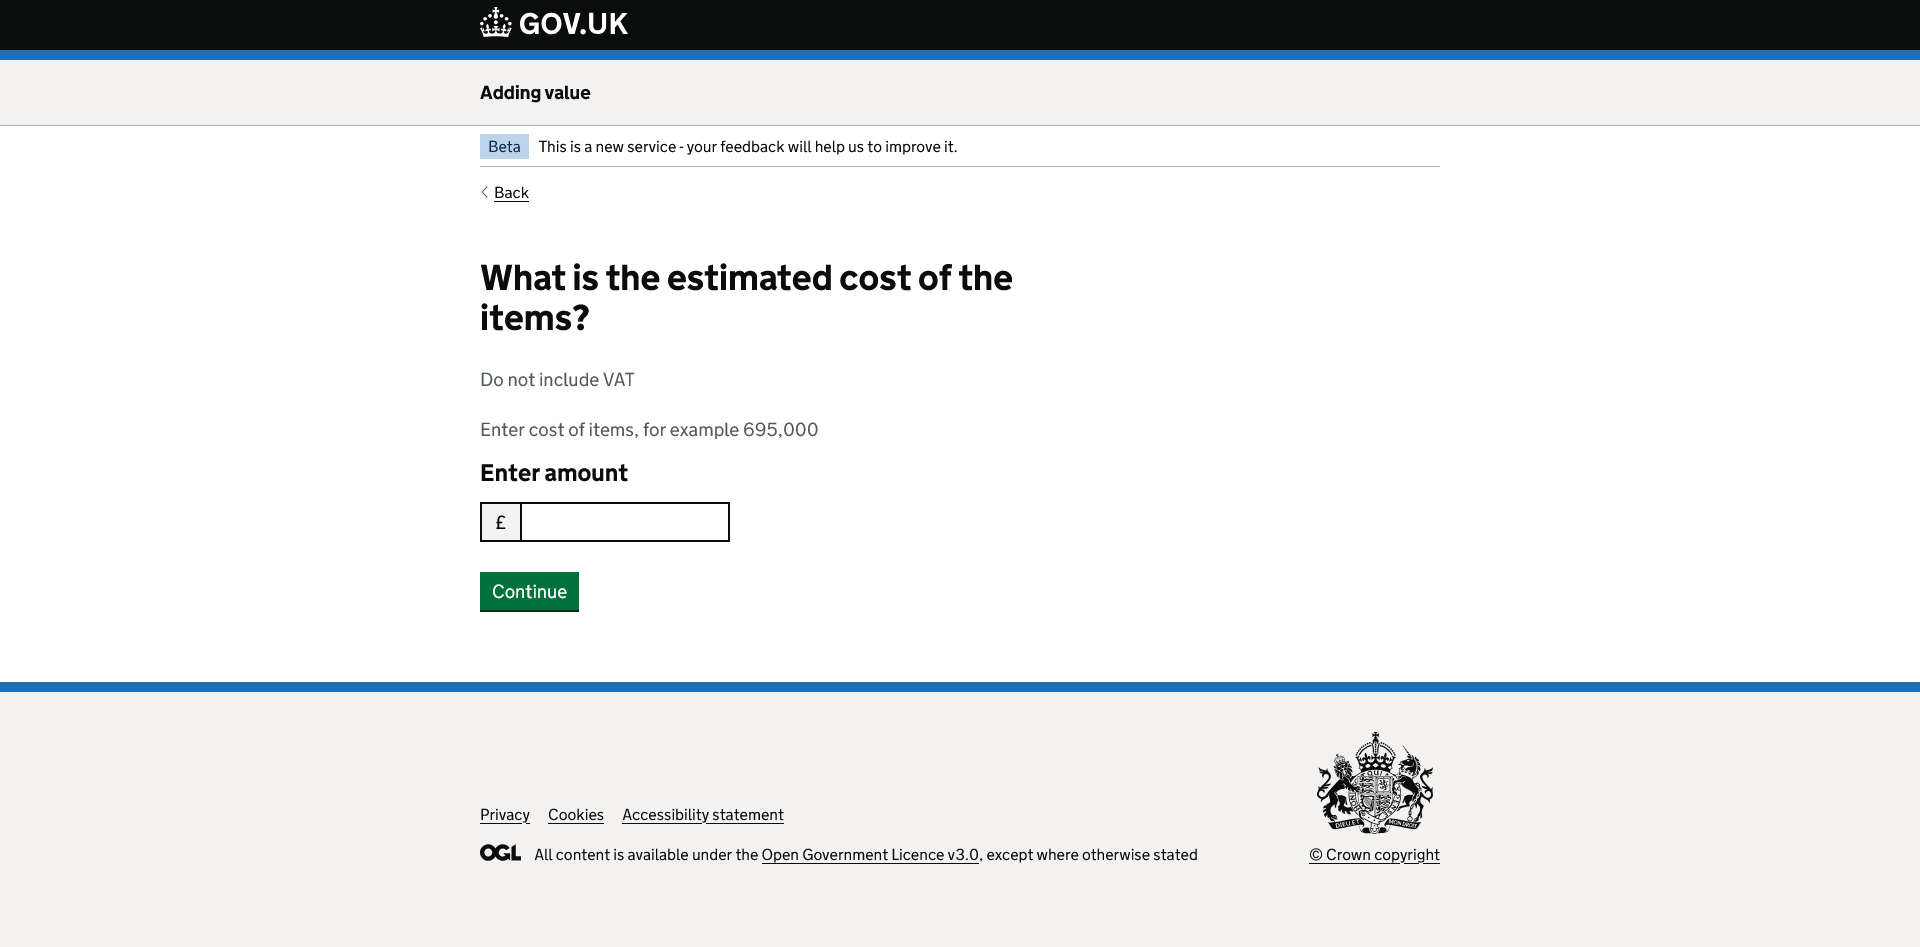 GOV.UK
Adding value
Beta This is a new service - your feedback will help us to improve it.
Back
What is the estimated cost of the
items?
Do not include VAT
Enter cost of items, for example 695,000
Enter amount
£
Continue
Privacy Cookies Accessibility statement
OGL All content is available under the Open Government Licence v3.0, except where otherwise stated
© Crown copyright